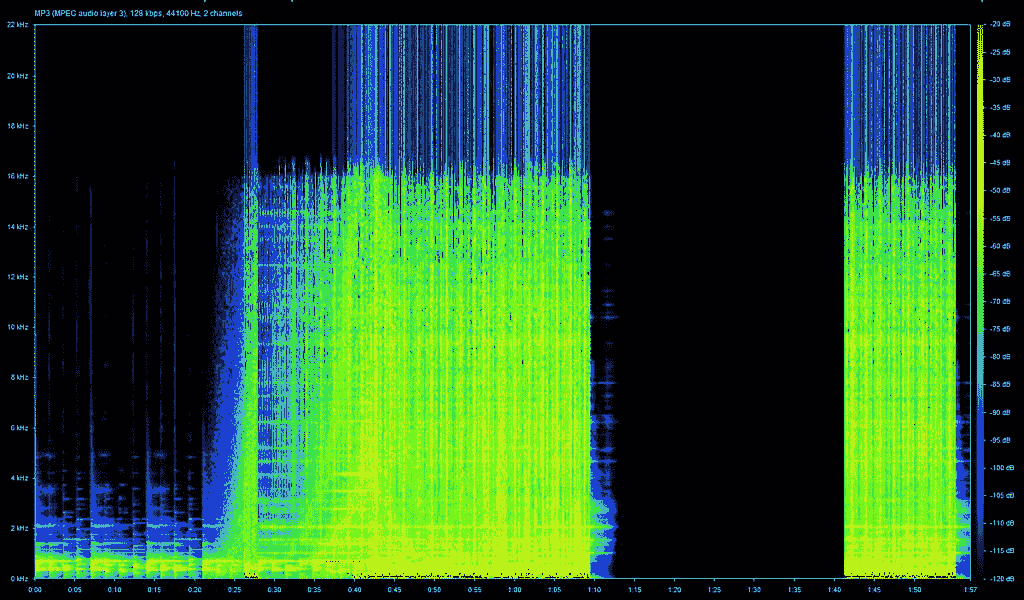 MP3 (MPEG audio layer 3), 128 kbps, 44100 Hz, 2 channels
22 kHz
20 kHz
18 kHz
16 kHz
14 kHz
12 kHz
10 kHz
8 kHz
6 kHz
4 kHz
2 kHz
0 kHz
0:00 0:05 0:10 0:15 0:20 0:25 0:30 0:35 0:40 0:45 0:50 0:55 1:00 1:05 1:10 1:15 1:20 1:25 1:30 1:35 1:40 1:45 1:50 1:57
-20 dB
-25 dB
-30 dB
-35 dB
-40 dB
-45 dB
-50 dB
-55 dB
-60 dB
-65 dB
-70 dB
-75 dB
-80 dB
-85 dB
-90 dB
-95 dB
-100 dB
-105 dB
-110 dB
-115 dB
-120 dB